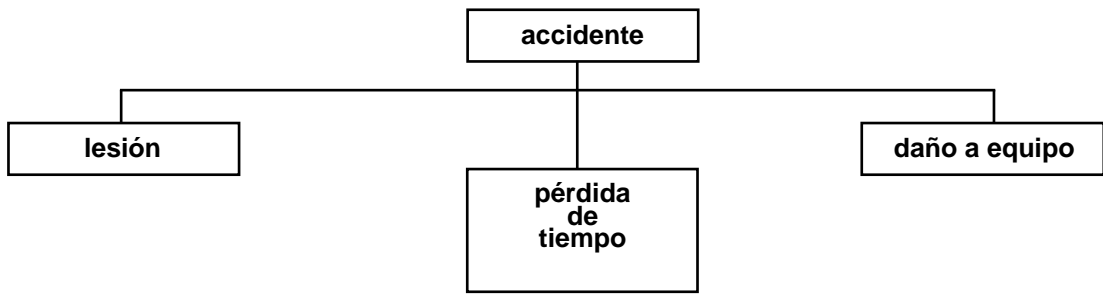 accidente
lesión
daño a equipo
pérdida
de
tiempo